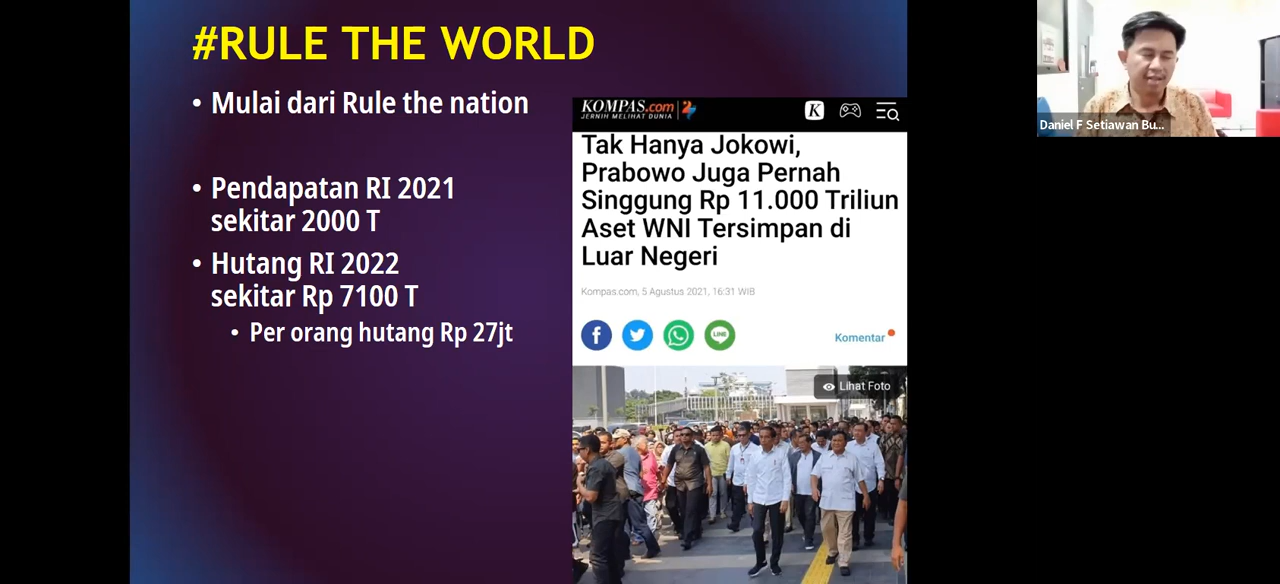 #RULE THE WORLD
• Mulai dari Rule the nation
• Pendapatan RI 2021
sekitar 2000 T
• Hutang RI 2022
sekitar Rp 7100 T
• Per orang hutang Rp 27jt
KOMPAS.com
JERNIH MELIHAT DUNIA
K
Tak Hanya Jokowi,
Prabowo Juga Pernah
Singgung Rp 11.000 Triliun
Aset WNI Tersimpan di
Luar Negeri
Kompas.com, 5 Agustus 2021, 16:31 WIB
f
LINE
Komentar
Lihat Foto
Daniel F Setiawan Bu...